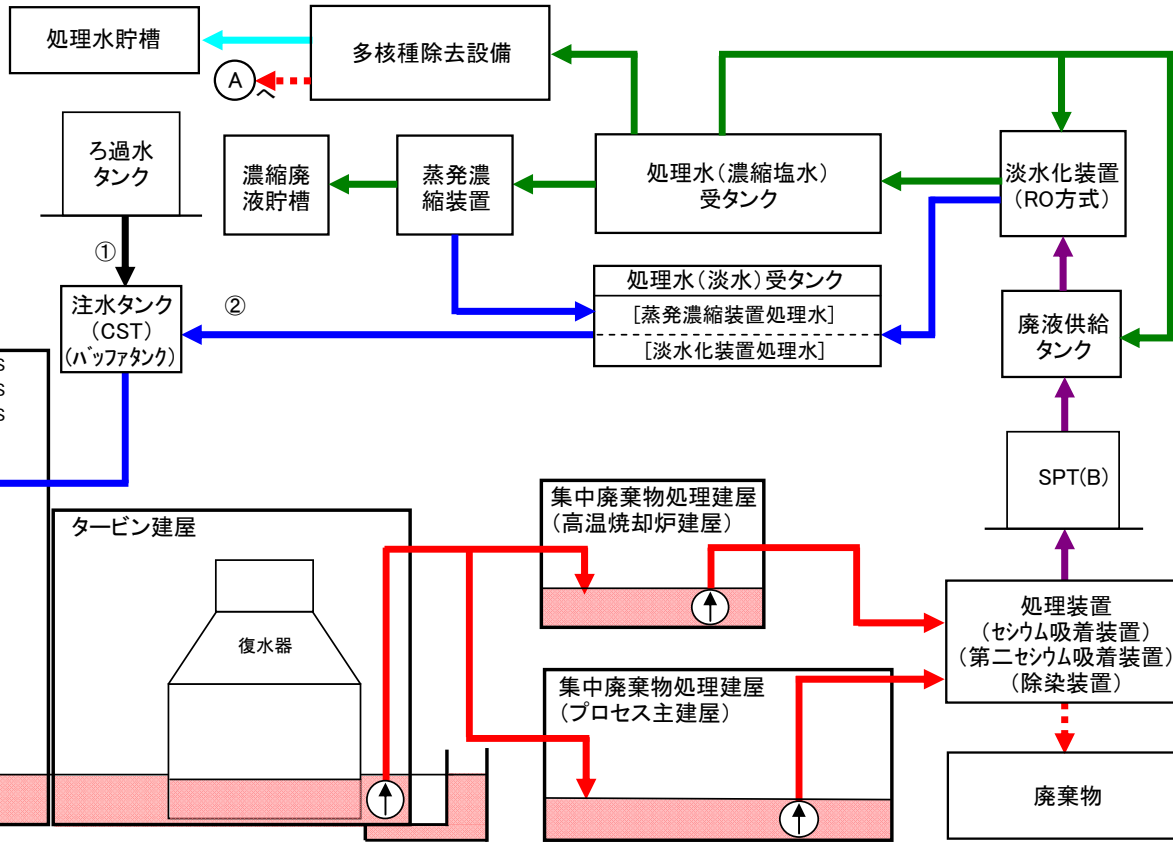 処理水貯槽
多核種除去設備
A
へ
ろ過水
タンク
濃縮廃
液貯槽
蒸発濃
縮装置
処理水(濃縮塩水)
受タンク
淡水化装置
(RO方式)
①
注水タンク
(CST)
(バッファタンク)
②
処理水(淡水)受タンク
[蒸発濃縮装置処理水]
[淡水化装置処理水]
廃液供給
タンク
S
S
S
SPT(B)
タービン建屋
復水器
集中廃棄物処理建屋
(高温焼却炉建屋)
集中廃棄物処理建屋
(プロセス主建屋)
処理装置
(セシウム吸着装置)
(第二セシウム吸着装置)
(除染装置)
廃棄物